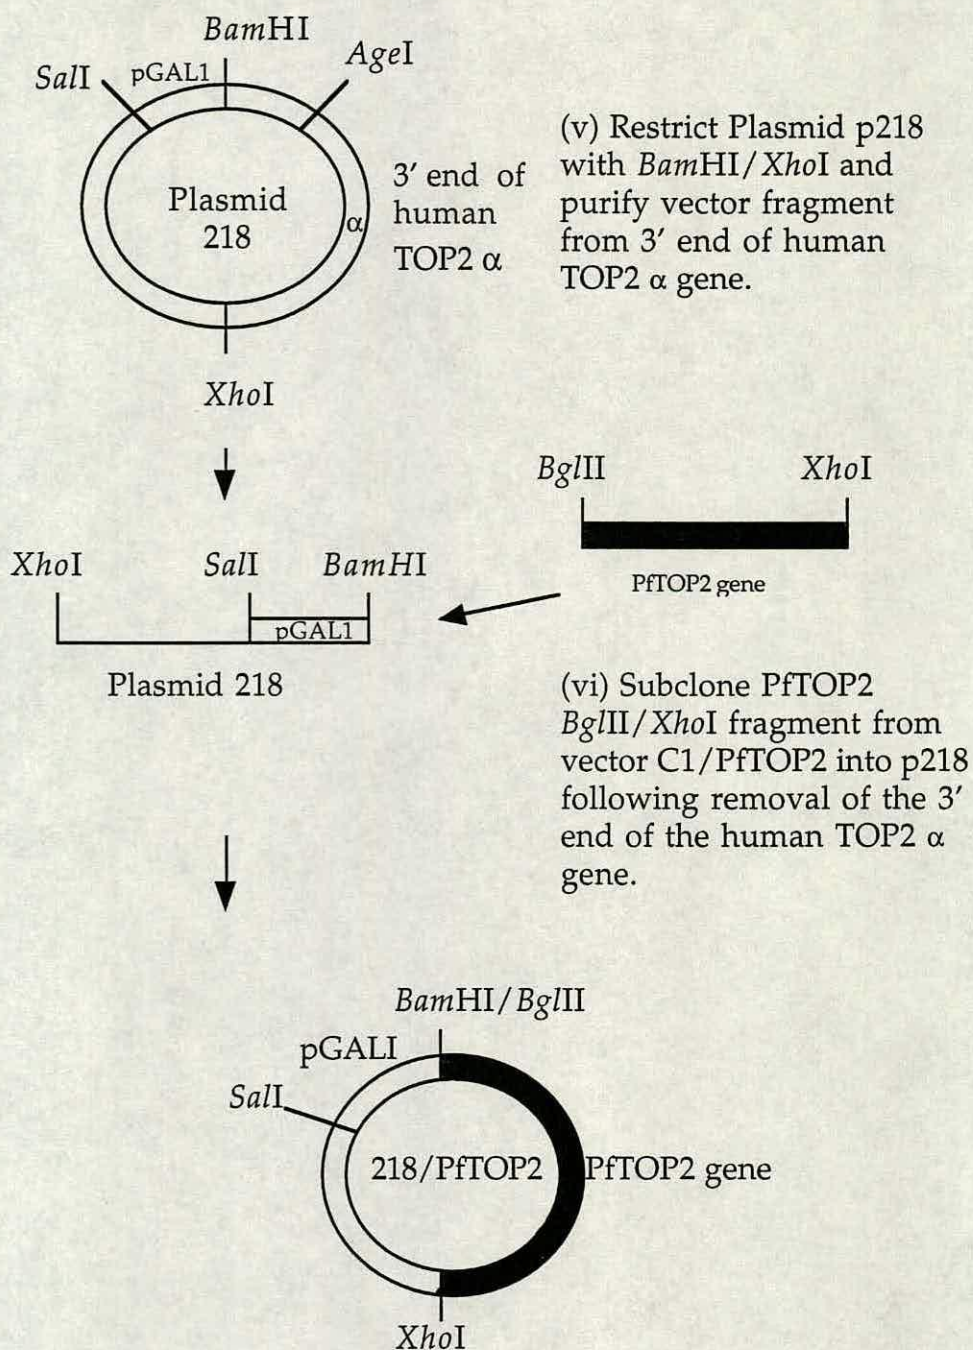 BamHI
SalI
pGAL1
AgeI
Plasmid
218
α
3' end of
human
TOP2 α
(v) Restrict Plasmid p218
with BamHI/XhoI and
purify vector fragment
from 3' end of human
TOP2 α gene.
XhoI
BglII
XhoI
PfTOP2 gene
XhoI
SalI
BamHI
pGAL1
Plasmid 218
(vi) Subclone PfTOP2
BglII/XhoI fragment from
vector C1/PfTOP2 into p218
following removal of the 3'
end of the human TOP2 α
gene.
BamHI/BglII
pGALI
SalI
218/PfTOP2
PfTOP2 gene
XhoI